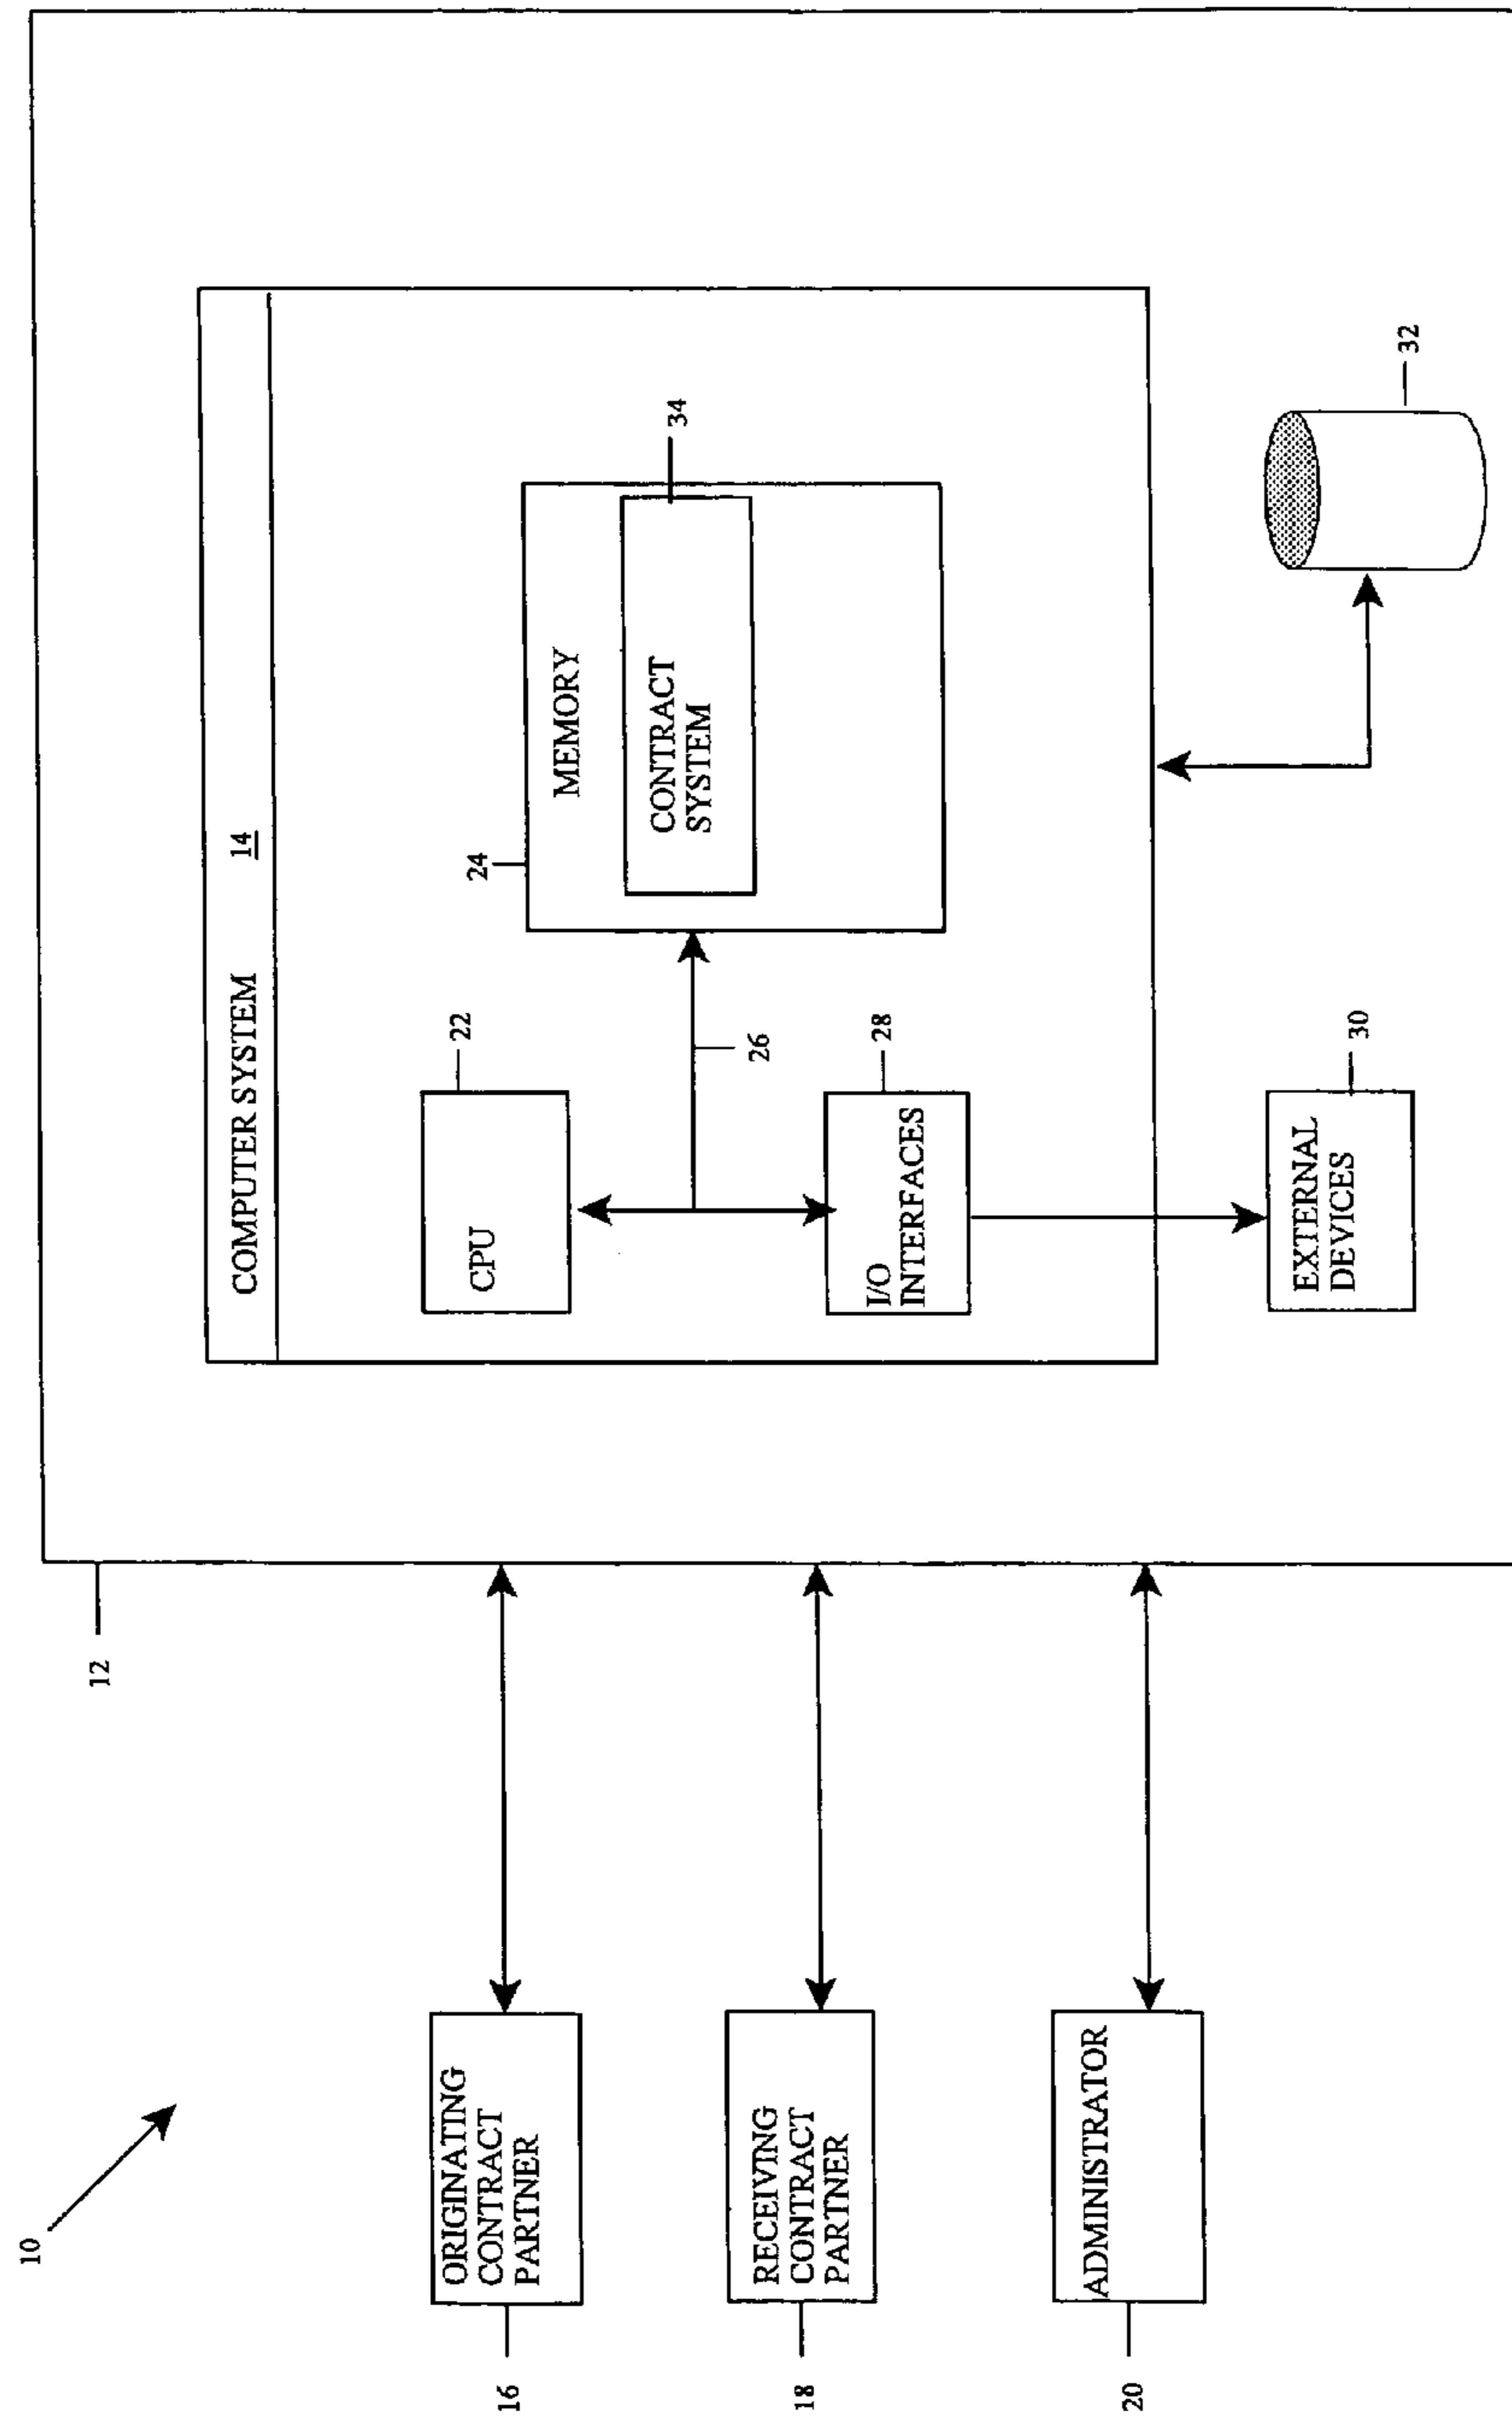 10
12
COMPUTER SYSTEM 14
ORIGINATING
CONTRACT
PARTNER
16
CPU
22
24
MEMORY
CONTRACT
SYSTEM
34
26
RECEIVING
CONTRACT
PARTNER
18
I/O
INTERFACES
28
ADMINISTRATOR
20
EXTERNAL
DEVICES
30
32